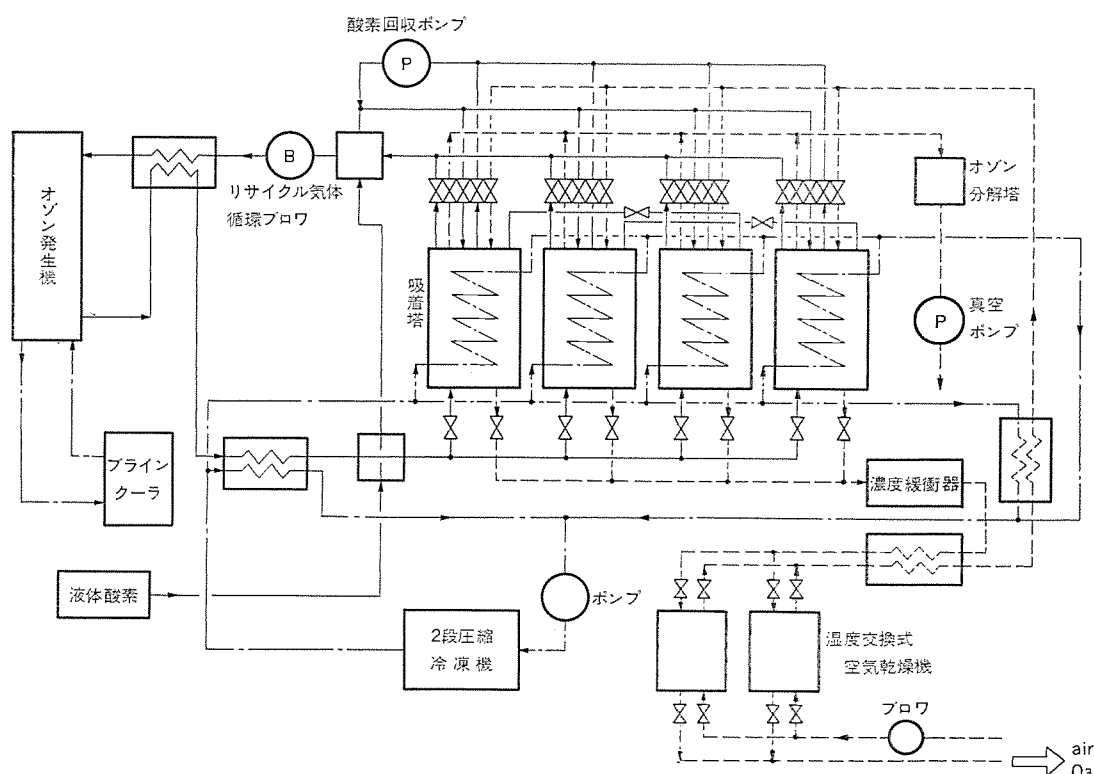 酸素回収ポンプ
P
オゾン発生機
B
リサイクル気体
循環ブロワ
オゾン
分解塔
吸着塔
P
真空
ポンプ
ブライン
クーラ
濃度緩衝器
液体酸素
ポンプ
2段圧縮
冷凍機
湿度交換式
空気乾燥機
ブロワ
air
O₃